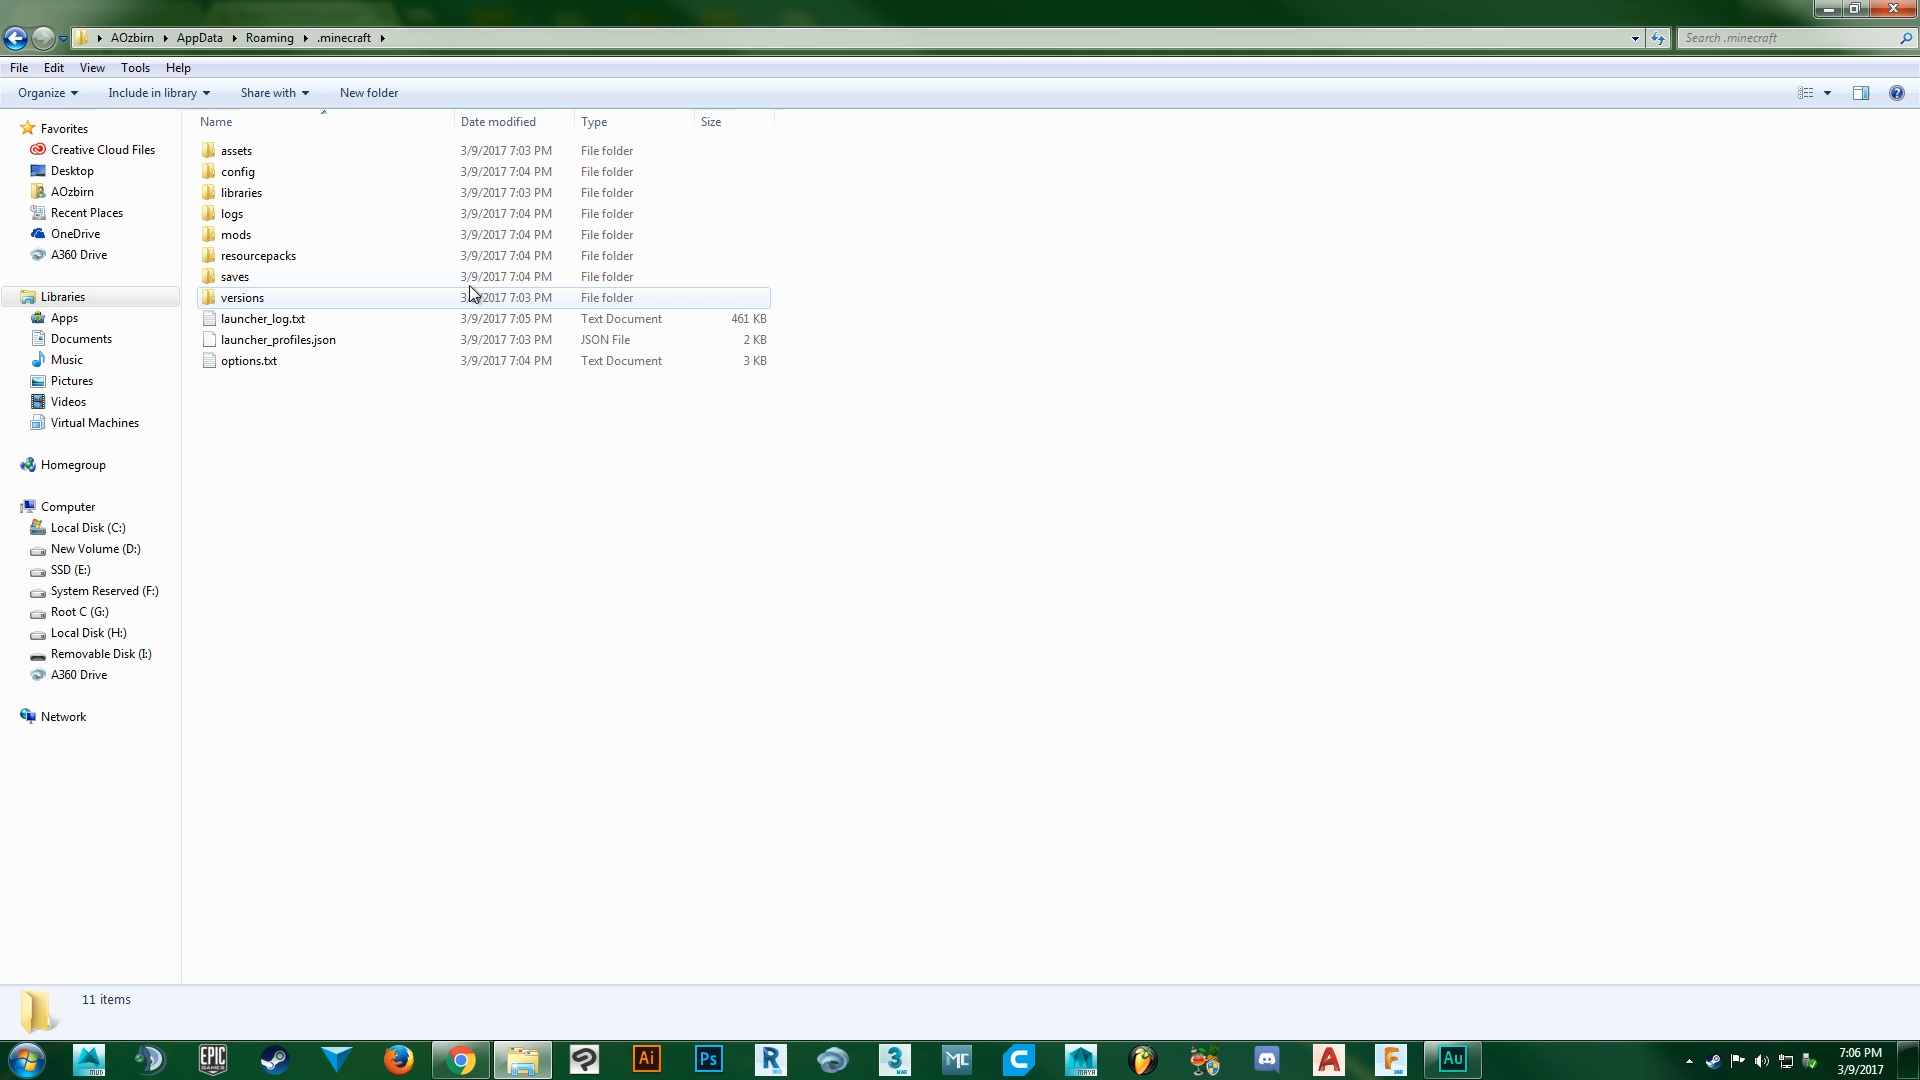 AOzbirn AppData Roaming .minecraft
Search .minecraft
File Edit View Tools Help
Organize Include in library Share with New folder
Name Date modified Type Size
Favorites
Creative Cloud Files
Desktop
AOzbirn
Recent Places
OneDrive
A360 Drive
Libraries
Apps
Documents
Music
Pictures
Videos
Virtual Machines
Homegroup
Computer
Local Disk (C:)
New Volume (D:)
SSD (E:)
System Reserved (F:)
Root C (G:)
Local Disk (H:)
Removable Disk (I:)
A360 Drive
Network
assets 3/9/2017 7:03 PM File folder
config 3/9/2017 7:04 PM File folder
libraries 3/9/2017 7:03 PM File folder
logs 3/9/2017 7:04 PM File folder
mods 3/9/2017 7:04 PM File folder
resourcepacks 3/9/2017 7:04 PM File folder
saves 3/9/2017 7:04 PM File folder
versions 2017 7:03 PM File folder
launcher_log.txt 3/9/2017 7:05 PM Text Document 461 KB
launcher_profiles.json 3/9/2017 7:03 PM JSON File 2 KB
options.txt 3/9/2017 7:04 PM Text Document 3 KB
11 items
MUD
EPIC GAMES
Ai
Ps
R 360
3 MAX
MC
MAYA
A
F 360
Au
7:06 PM
3/9/2017